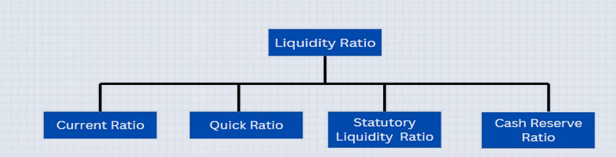 Liquidity Ratio
Current Ratio
Quick Ratio
Statutory
Liquidity Ratio
Cash Reserve
Ratio